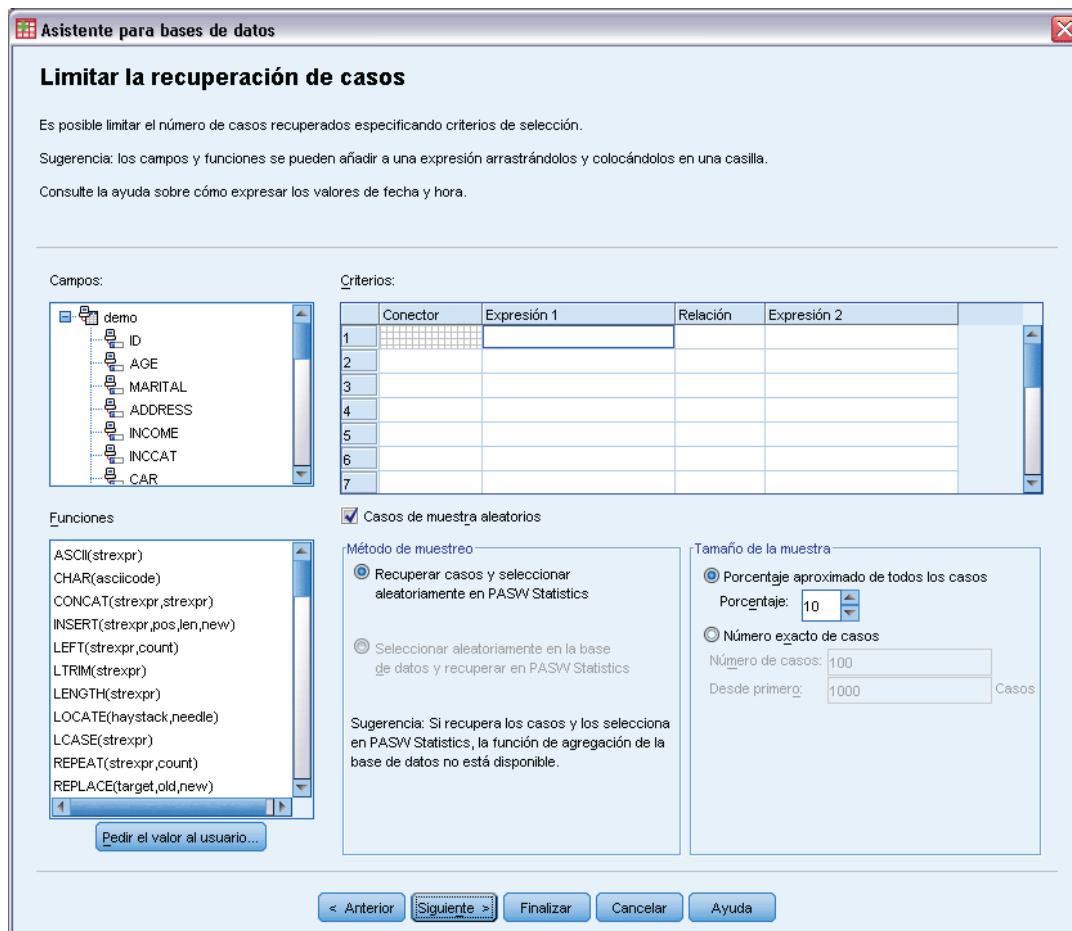 Asistente para bases de datos
Limitar la recuperación de casos
Es posible limitar el número de casos recuperados especificando criterios de selección.
Sugerencia: los campos y funciones se pueden añadir a una expresión arrastrándolos y colocándolos en una casilla.
Consulte la ayuda sobre cómo expresar los valores de fecha y hora.
Campos:
demo
ID
AGE
MARITAL
ADDRESS
INCOME
INCCAT
CAR
Criterios:
Conector Expresión 1 Relación Expresión 2
1
2
3
4
5
6
7
Funciones
ASCII(strexpr)
CHAR(asciicode)
CONCAT(strexpr,strexpr)
INSERT(strexpr,pos,len,new)
LEFT(strexpr,count)
LTRIM(strexpr)
LENGTH(strexpr)
LOCATE(haystack,needle)
LCASE(strexpr)
REPEAT(strexpr,count)
REPLACE(target,old,new)
Pedir el valor al usuario...
Casos de muestra aleatorios
Método de muestreo
Recuperar casos y seleccionar
aleatoriamente en PASW Statistics
Seleccionar aleatoriamente en la base
de datos y recuperar en PASW Statistics
Sugerencia: Si recupera los casos y los selecciona
en PASW Statistics, la función de agregación de la
base de datos no está disponible.
Tamaño de la muestra
Porcentaje aproximado de todos los casos
Porcentaje: 10
Número exacto de casos
Número de casos: 100
Desde primero: 1000 Casos
< Anterior Siguiente > Finalizar Cancelar Ayuda